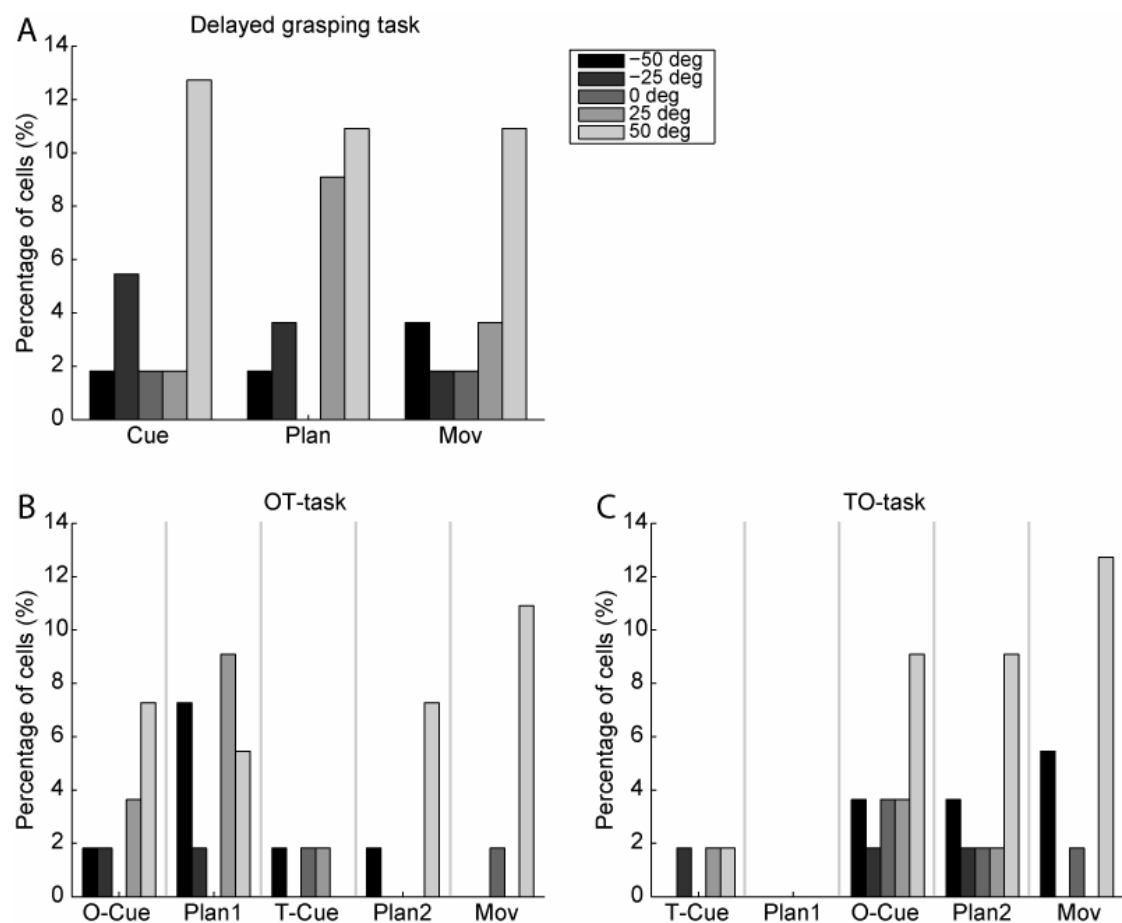 A
Delayed grasping task
−50 deg
−25 deg
0 deg
25 deg
50 deg
Percentage of cells (%)
14
12
10
8
6
4
2
0
Cue Plan Mov
B
OT-task
Percentage of cells (%)
14
12
10
8
6
4
2
0
O-Cue Plan1 T-Cue Plan2 Mov
C
TO-task
Percentage of cells (%)
14
12
10
8
6
4
2
0
T-Cue Plan1 O-Cue Plan2 Mov